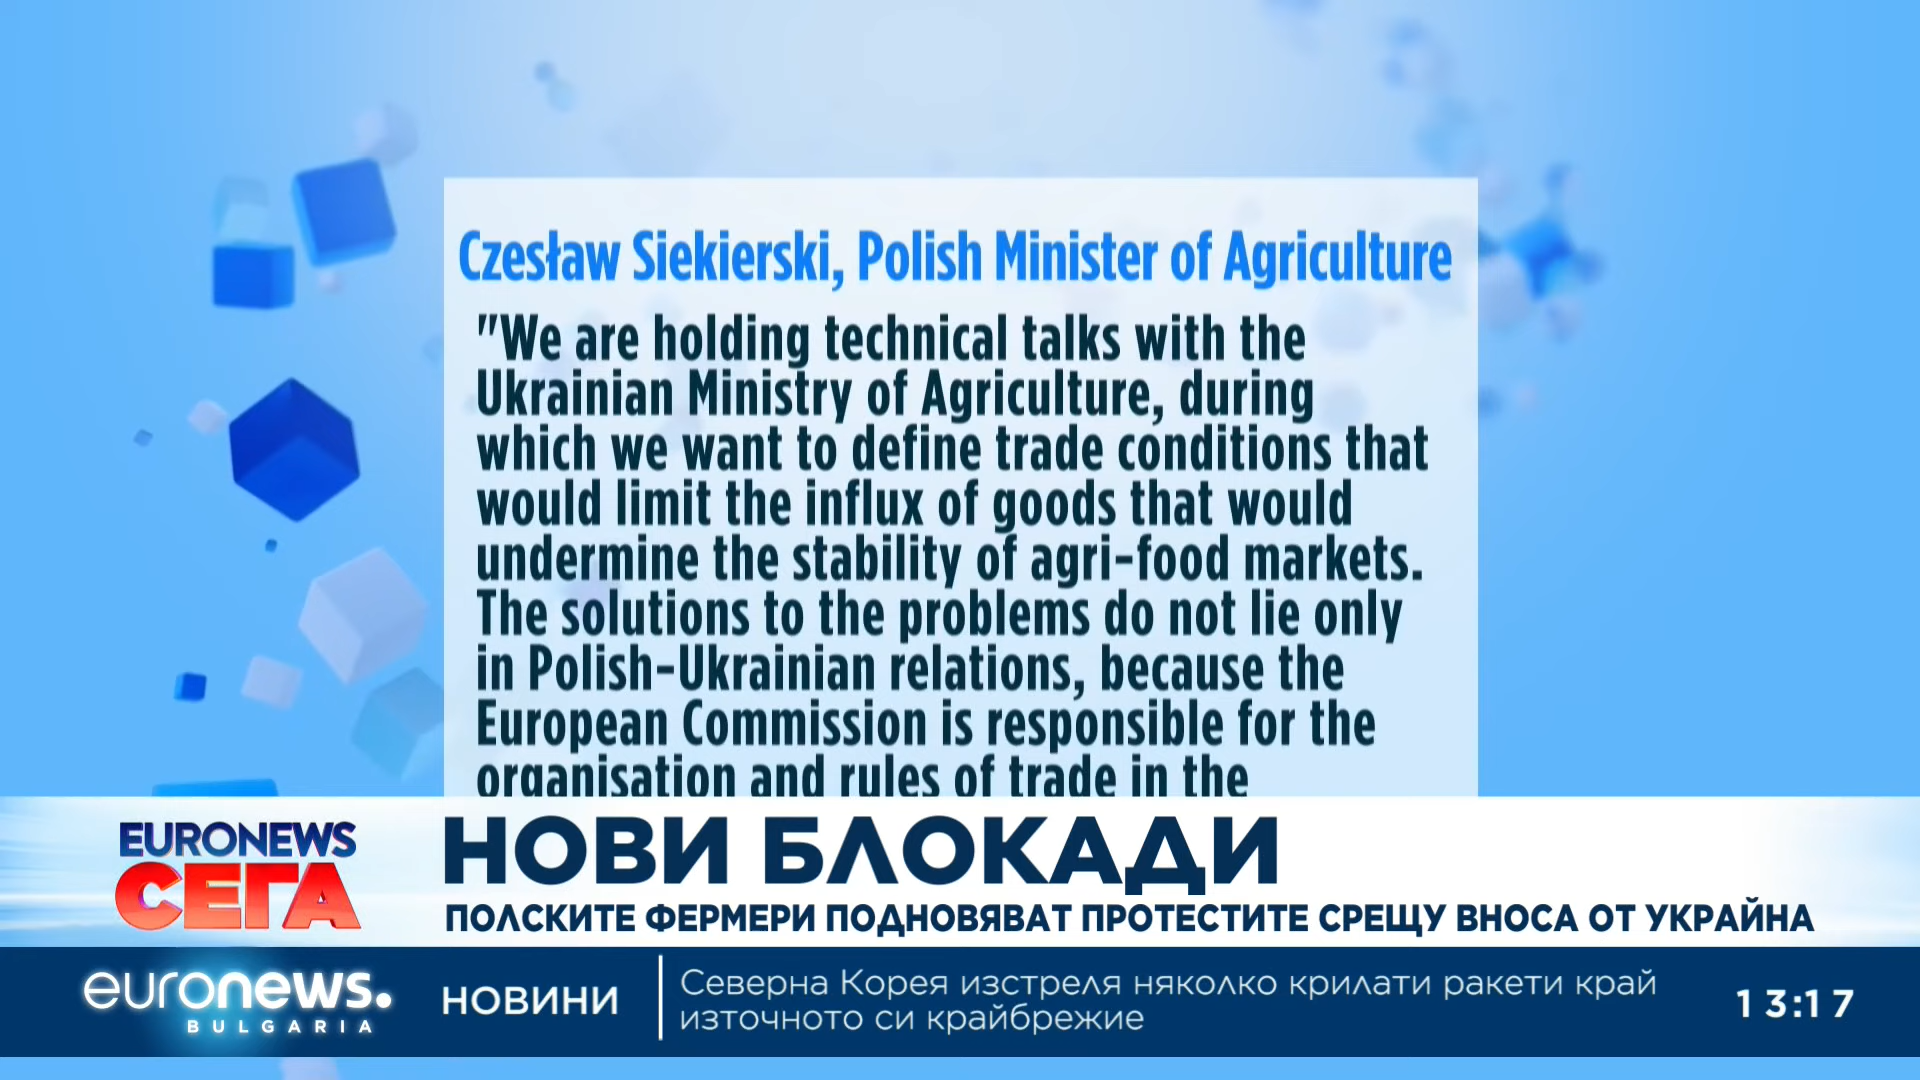 Czesław Siekierski, Polish Minister of Agriculture
"We are holding technical talks with the
Ukrainian Ministry of Agriculture, during
which we want to define trade conditions that
would limit the influx of goods that would
undermine the stability of agri-food markets.
The solutions to the problems do not lie only
in Polish-Ukrainian relations, because the
European Commission is responsible for the
organisation and rules of trade in the
EURONEWS
СЕГА
НОВИ БЛОКАДИ
ПОЛСКИТЕ ФЕРМЕРИ ПОДНОВЯВАТ ПРОТЕСТИТЕ СРЕЩУ ВНОСА ОТ УКРАЙНА
euronews.
BULGARIA
НОВИНИ
Северна Корея изстреля няколко крилати ракети край
източното си крайбрежие
13:17